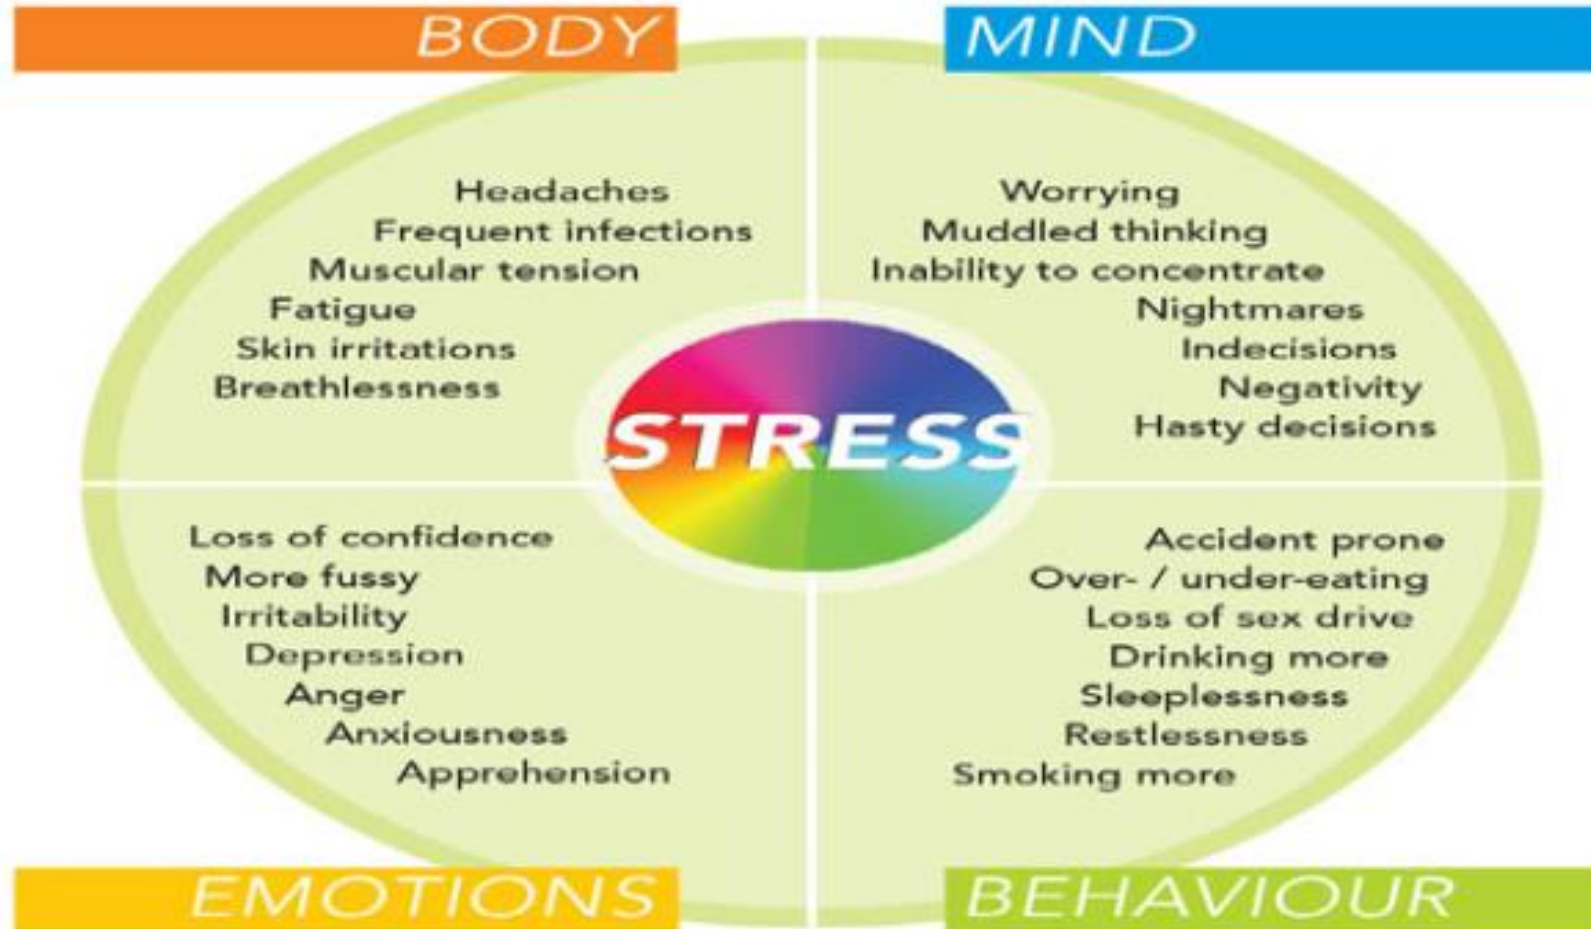 BODY
Headaches
Frequent infections
Muscular tension
Fatigue
Skin irritations
Breathlessness
MIND
Worrying
Muddled thinking
Inability to concentrate
Nightmares
Indecisions
Negativity
Hasty decisions
STRESS
Loss of confidence
More fussy
Irritability
Depression
Anger
Anxiousness
Apprehension
EMOTIONS
Accident prone
Over- / under-eating
Loss of sex drive
Drinking more
Sleeplessness
Restlessness
Smoking more
BEHAVIOUR